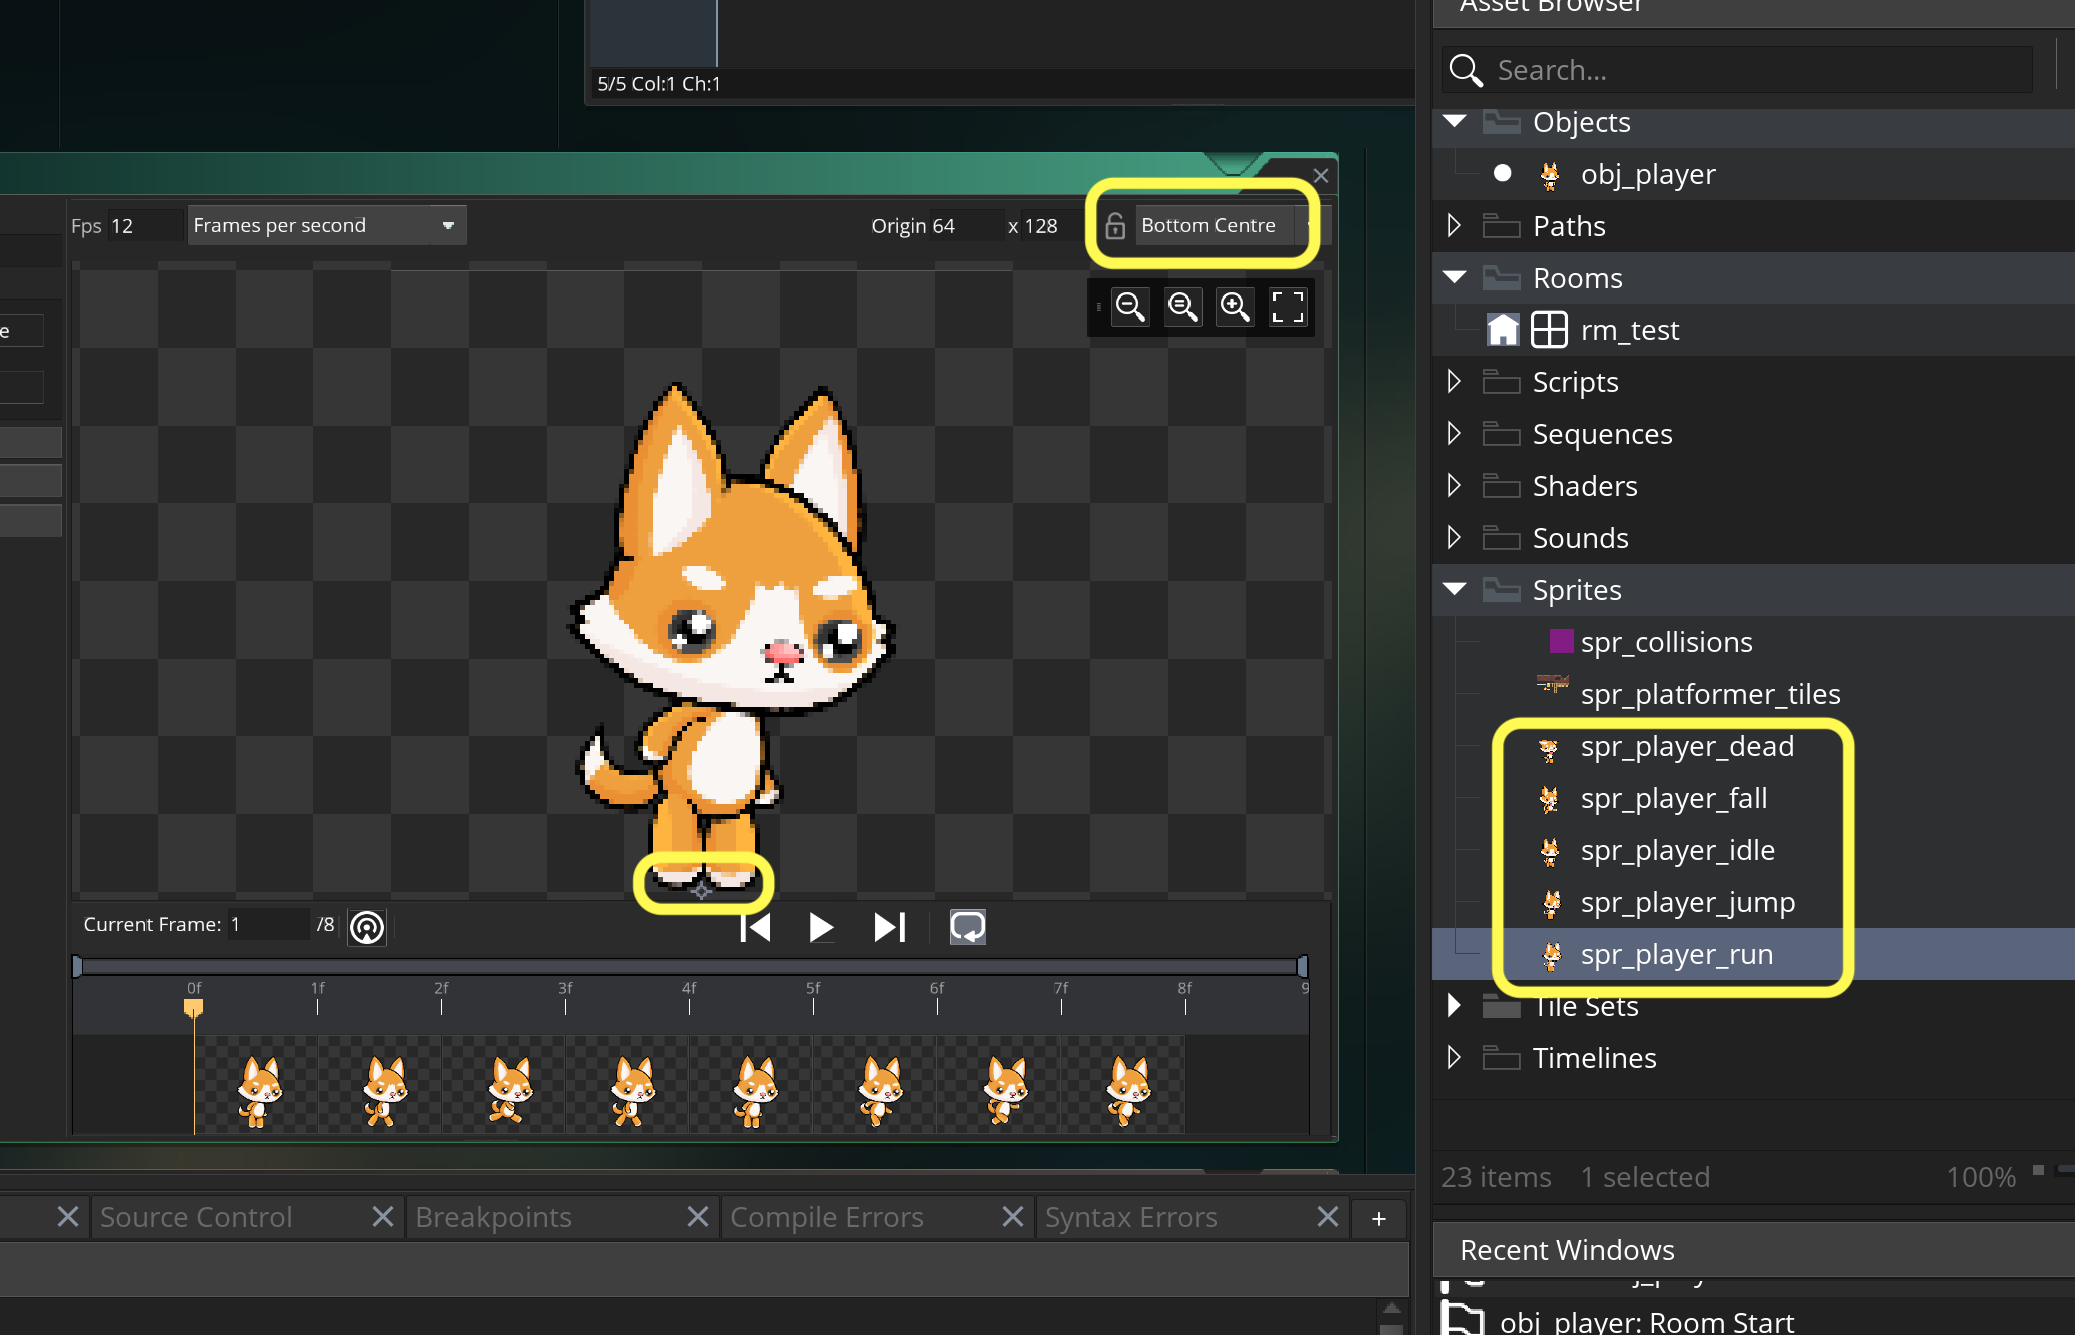 Asset Browser
5/5 Col:1 Ch:1
Search...
Objects
obj_player
Paths
Rooms
rm_test
Scripts
Sequences
Shaders
Sounds
Sprites
spr_collisions
spr_platformer_tiles
spr_player_dead
spr_player_fall
spr_player_idle
spr_player_jump
spr_player_run
Tile Sets
Timelines
23 items 1 selected 100%
Recent Windows
obj_player: Room Start
Fps 12 Frames per second Origin 64 x 128 Bottom Centre
e
Current Frame: 1 /8
0f 1f 2f 3f 4f 5f 6f 7f 8f 9
Source Control Breakpoints Compile Errors Syntax Errors +